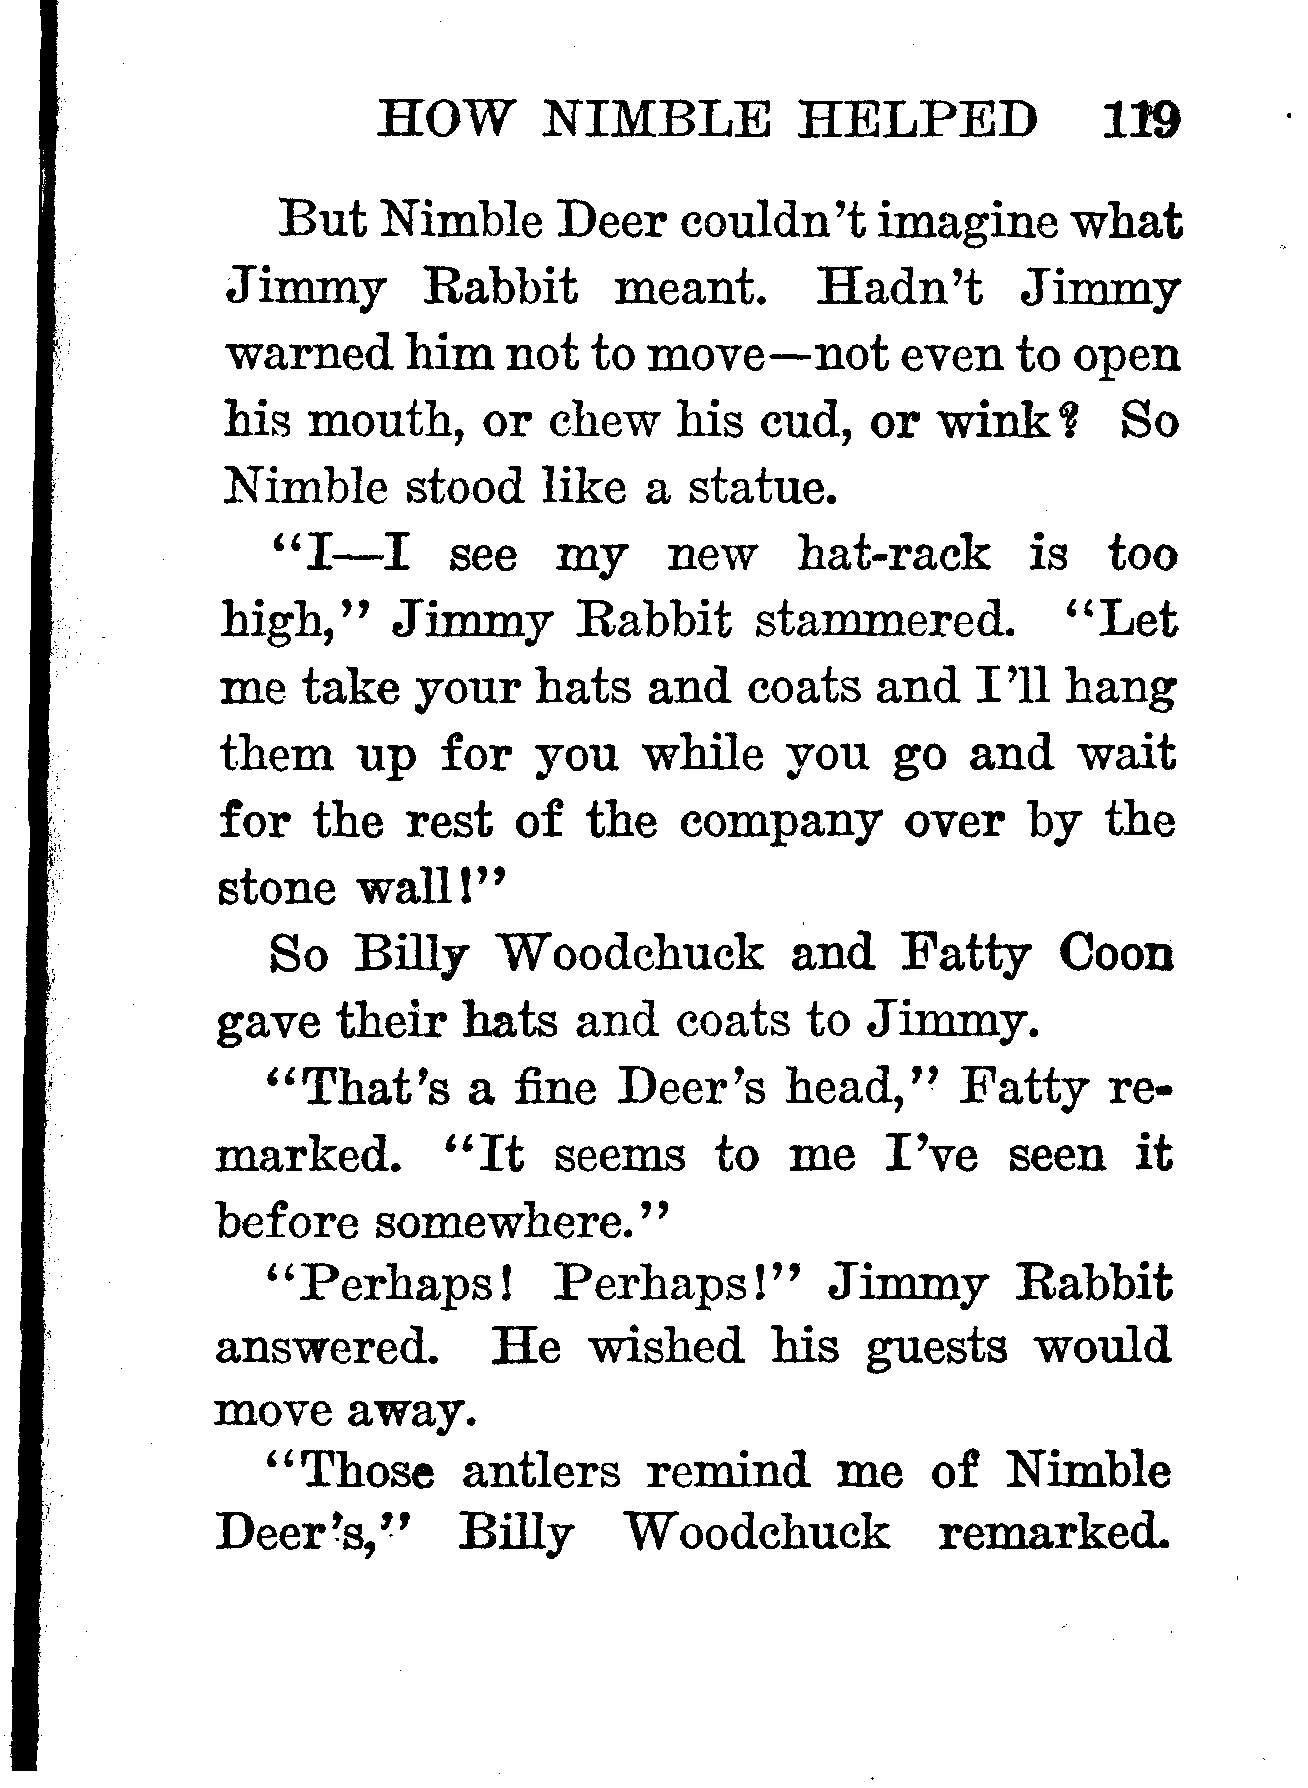 HOW NIMBLE HELPED 119
But Nimble Deer couldn't imagine what
Jimmy Rabbit meant. Hadn't Jimmy
warned him not to move—not even to open
his mouth, or chew his cud, or wink? So
Nimble stood like a statue.
"I—I see my new hat-rack is too
high," Jimmy Rabbit stammered. "Let
me take your hats and coats and I'll hang
them up for you while you go and wait
for the rest of the company over by the
stone wall!"
So Billy Woodchuck and Fatty Coon
gave their hats and coats to Jimmy.
"That's a fine Deer's head," Fatty re-
marked. "It seems to me I've seen it
before somewhere."
"Perhaps! Perhaps!" Jimmy Rabbit
answered. He wished his guests would
move away.
"Those antlers remind me of Nimble
Deer's," Billy Woodchuck remarked.